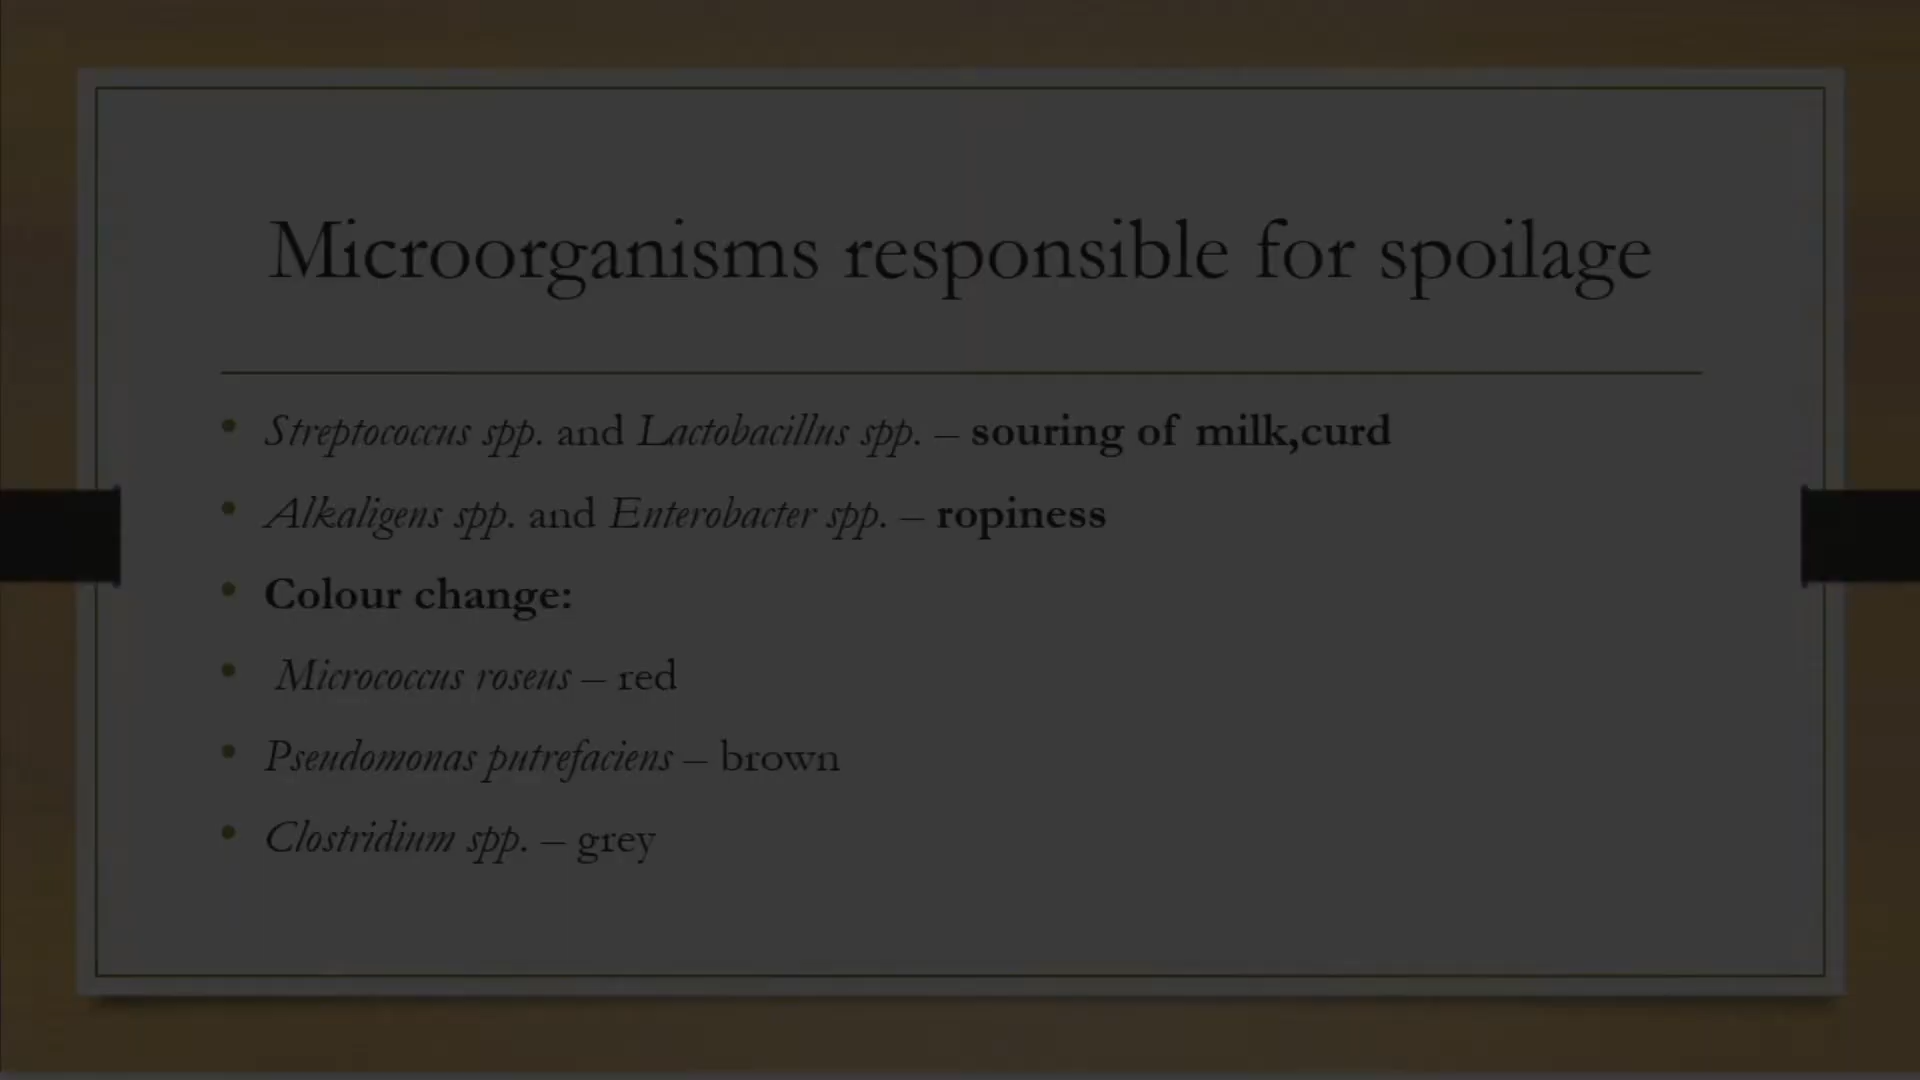 Microorganisms responsible for spoilage
• Streptococcus spp. and Lactobacillus spp. – souring of milk,curd
• Alkaligens spp. and Enterobacter spp. – ropiness
• Colour change:
• Micrococcus roseus – red
• Pseudomonas putrefaciens – brown
• Clostridium spp. – grey